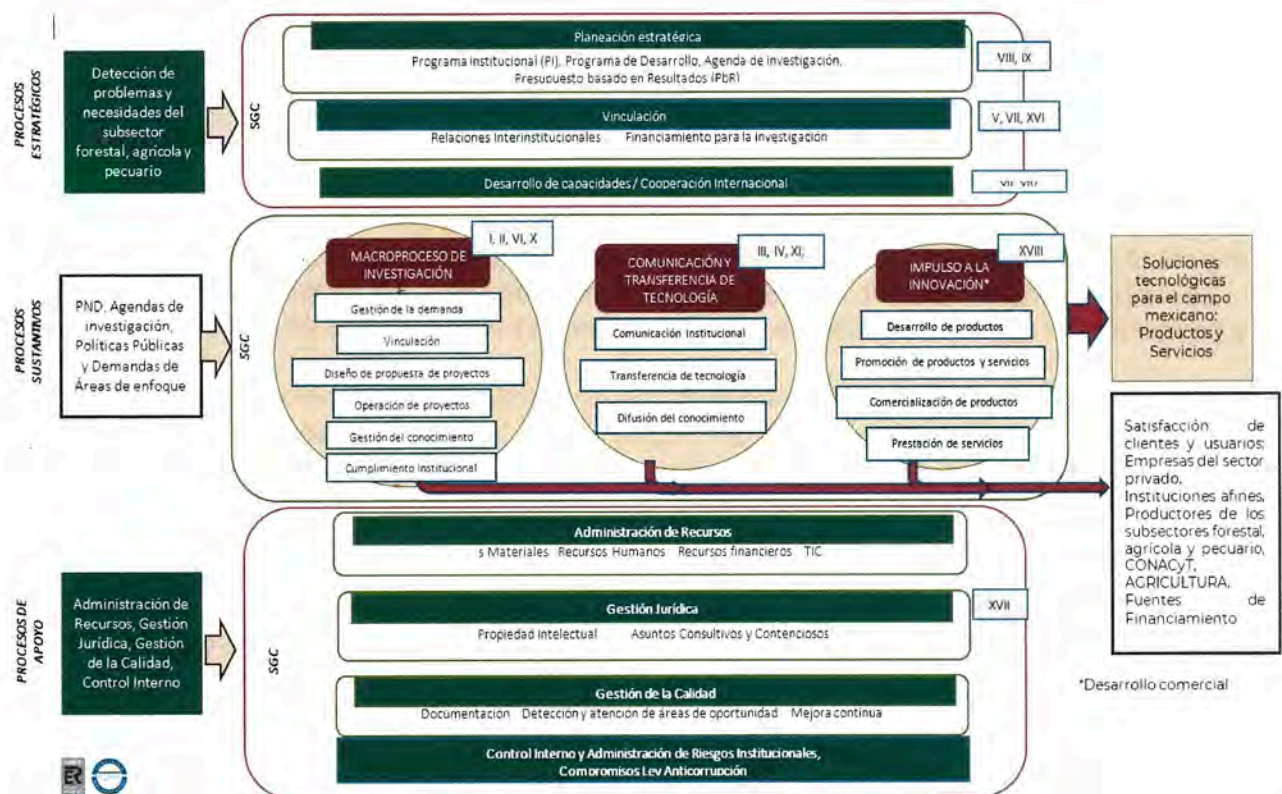 PROCESOS
ESTRATÉGICOS
Detección de
problemas y
necesidades del
subsector
forestal, agrícola y
pecuario
SGC
Planeación estratégica
Programa Institucional (PI), Programa de Desarrollo, Agenda de investigación,
Presupuesto basado en Resultados (PbR)
VIII, IX
Vinculación
Relaciones Interinstitucionales Financiamiento para la investigación
V, VII, XVI
Desarrollo de capacidades / Cooperación Internacional
PROCESOS
SUSTANTIVOS
PND, Agendas de
investigación,
Políticas Públicas
y Demandas de
Áreas de enfoque
SGC
MACROPROCESO DE
INVESTIGACIÓN
I, II, VI, X
Gestión de la demanda
Vinculación
Diseño de propuesta de proyectos
Operación de proyectos
Gestión del conocimiento
Cumplimiento Institucional
COMUNICACIÓN Y
TRANSFERENCIA DE
TECNOLOGÍA
III, IV, XI,
Comunicación Institucional
Transferencia de tecnología
Difusión del conocimiento
IMPULSO A LA
INNOVACIÓN*
XVIII
Desarrollo de productos
Promoción de productos y servicios
Comercialización de productos
Prestación de servicios
Soluciones
tecnológicas
para el campo
mexicano:
Productos y
Servicios
Satisfacción de
clientes y usuarios;
Empresas del sector
privado,
Instituciones afines,
Productores de los
subsectores forestal,
agrícola y pecuario,
CONACyT,
AGRICULTURA,
Fuentes de
Financiamiento
*Desarrollo comercial
PROCESOS DE
APOYO
Administración de
Recursos, Gestión
Jurídica, Gestión
de la Calidad,
Control Interno
SGC
Administración de Recursos
s Materiales Recursos Humanos Recursos financieros TIC
Gestión Jurídica
Propiedad Intelectual Asuntos Consultivos y Contenciosos
XVII
Gestión de la Calidad
Documentación Detección y atención de áreas de oportunidad Mejora continua
Control Interno y Administración de Riesgos Institucionales,
Compromisos Ley Anticorrupción
ER